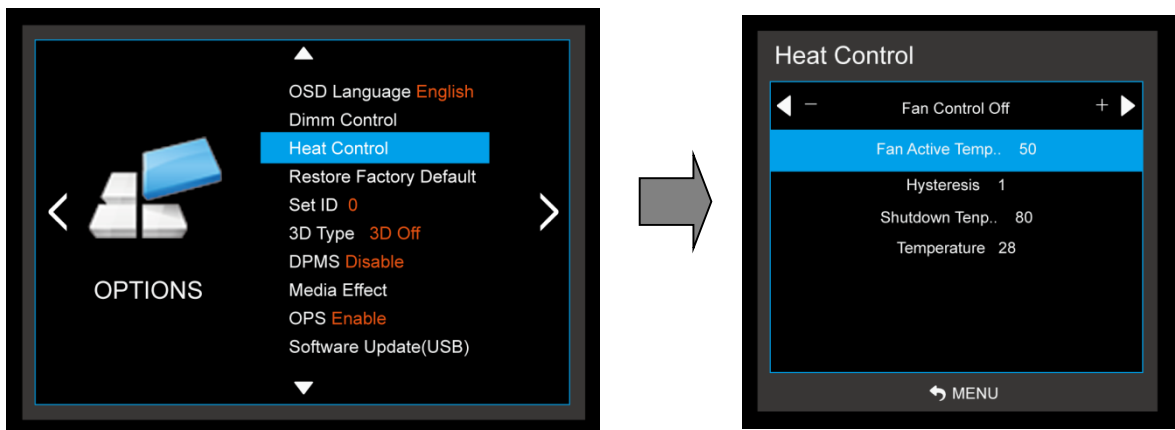 OSD Language English
Dimm Control
Heat Control
Restore Factory Default
Set ID 0
3D Type 3D Off
DPMS Disable
Media Effect
OPS Enable
Software Update(USB)
OPTIONS
Heat Control
− Fan Control Off +
Fan Active Temp.. 50
Hysteresis 1
Shutdown Tenp.. 80
Temperature 28
MENU